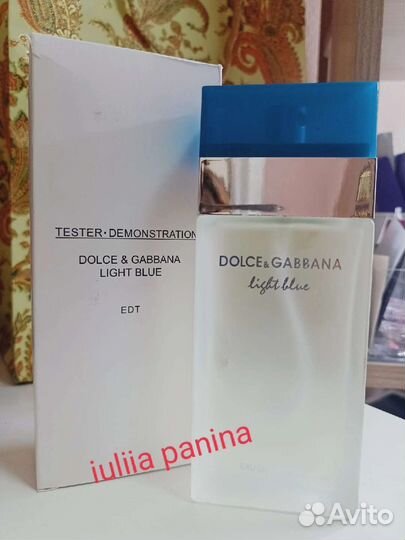 TESTER·DEMONSTRATION
DOLCE & GABBANA
LIGHT BLUE
EDT
DOLCE&GABBANA
light blue
iuliia panina
Avito